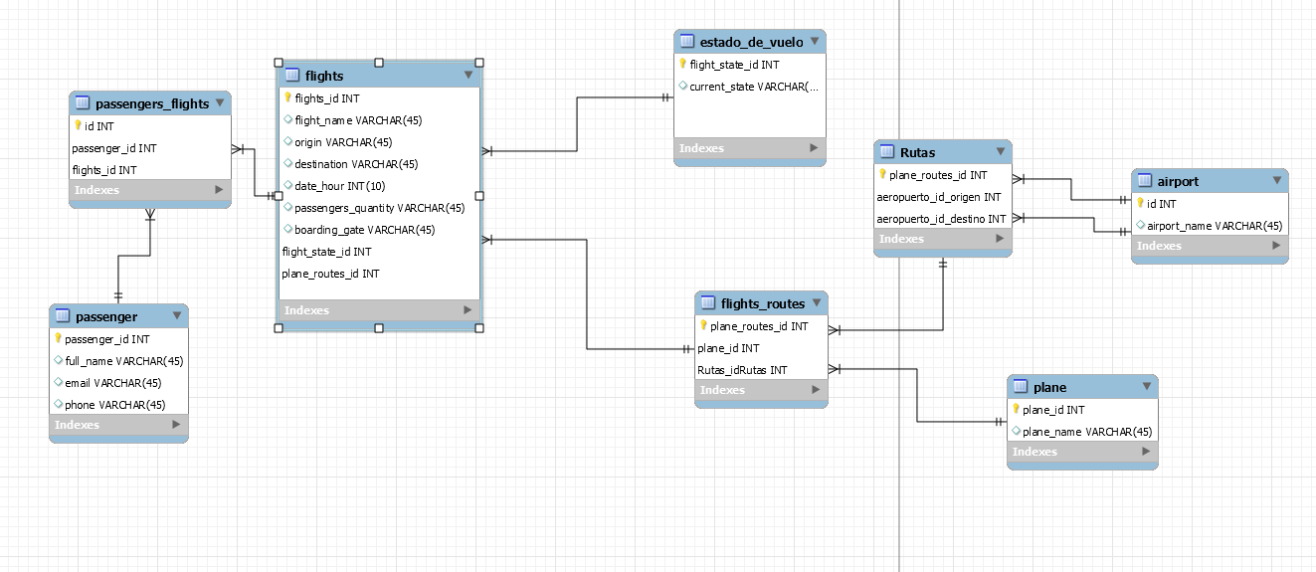 passengers_flights
id INT
passenger_id INT
flights_id INT
Indexes
passenger
passenger_id INT
full_name VARCHAR(45)
email VARCHAR(45)
phone VARCHAR(45)
Indexes
flights
flights_id INT
flight_name VARCHAR(45)
origin VARCHAR(45)
destination VARCHAR(45)
date_hour INT(10)
passengers_quantity VARCHAR(45)
boarding_gate VARCHAR(45)
flight_state_id INT
plane_routes_id INT
Indexes
estado_de_vuelo
flight_state_id INT
current_state VARCHAR(...
Indexes
flights_routes
plane_routes_id INT
plane_id INT
Rutas_idRutas INT
Indexes
Rutas
plane_routes_id INT
aeropuerto_id_origen INT
aeropuerto_id_destino INT
Indexes
airport
id INT
airport_name VARCHAR(45)
Indexes
plane
plane_id INT
plane_name VARCHAR(45)
Indexes